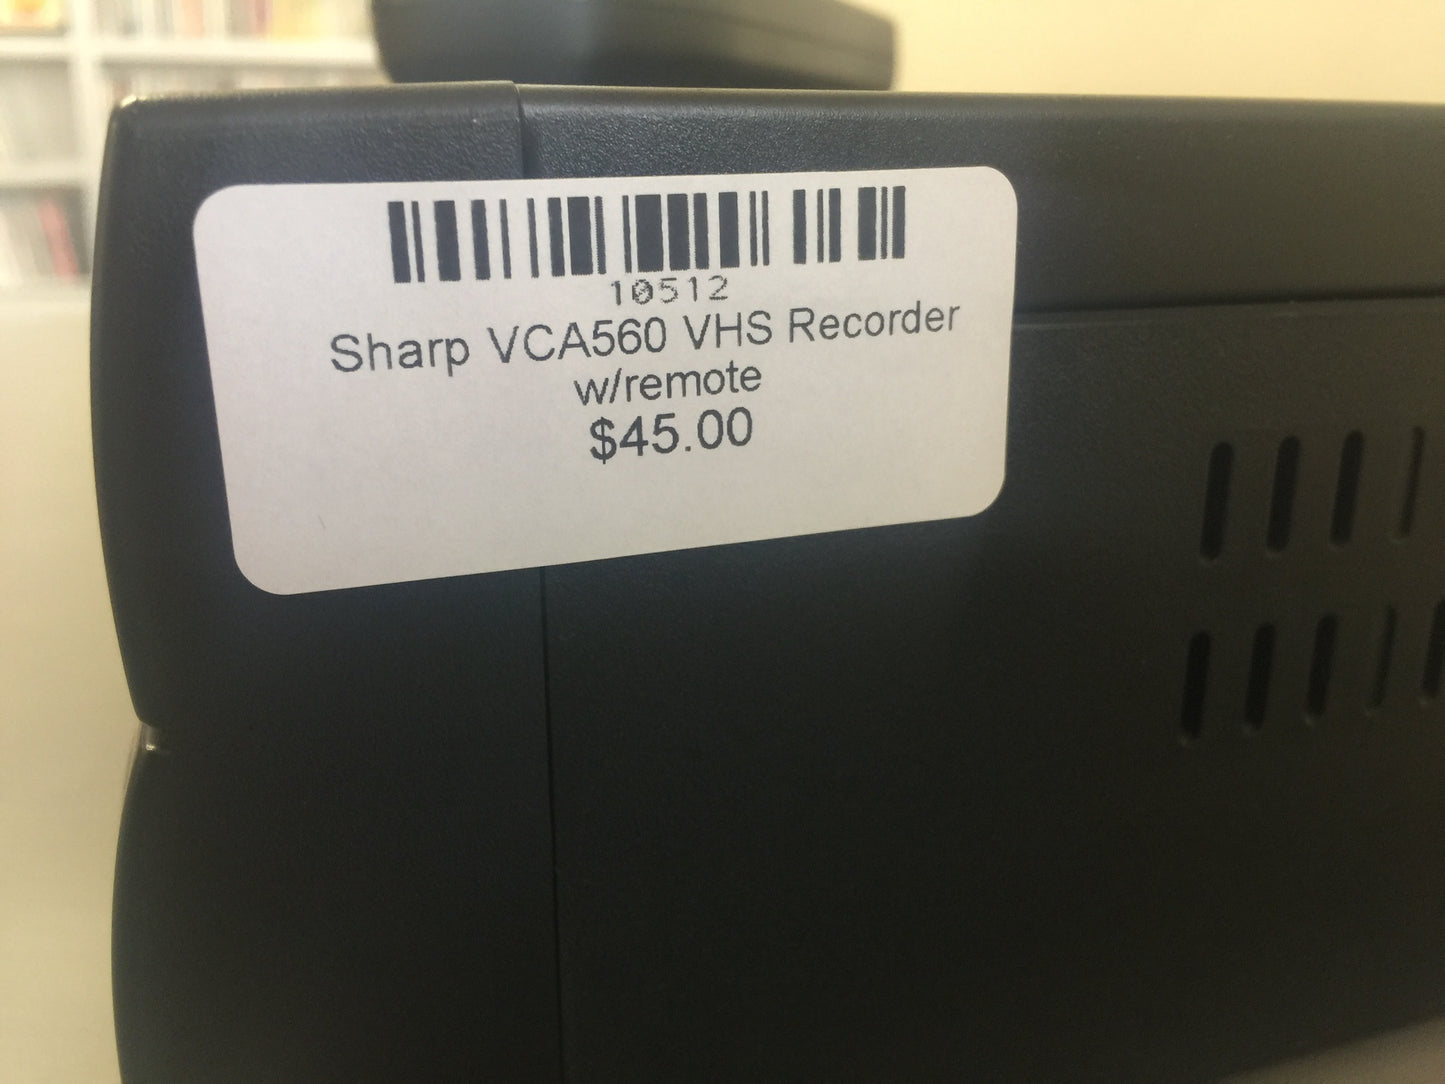 10512
Sharp VCA560 VHS Recorder
w/remote
$45.00